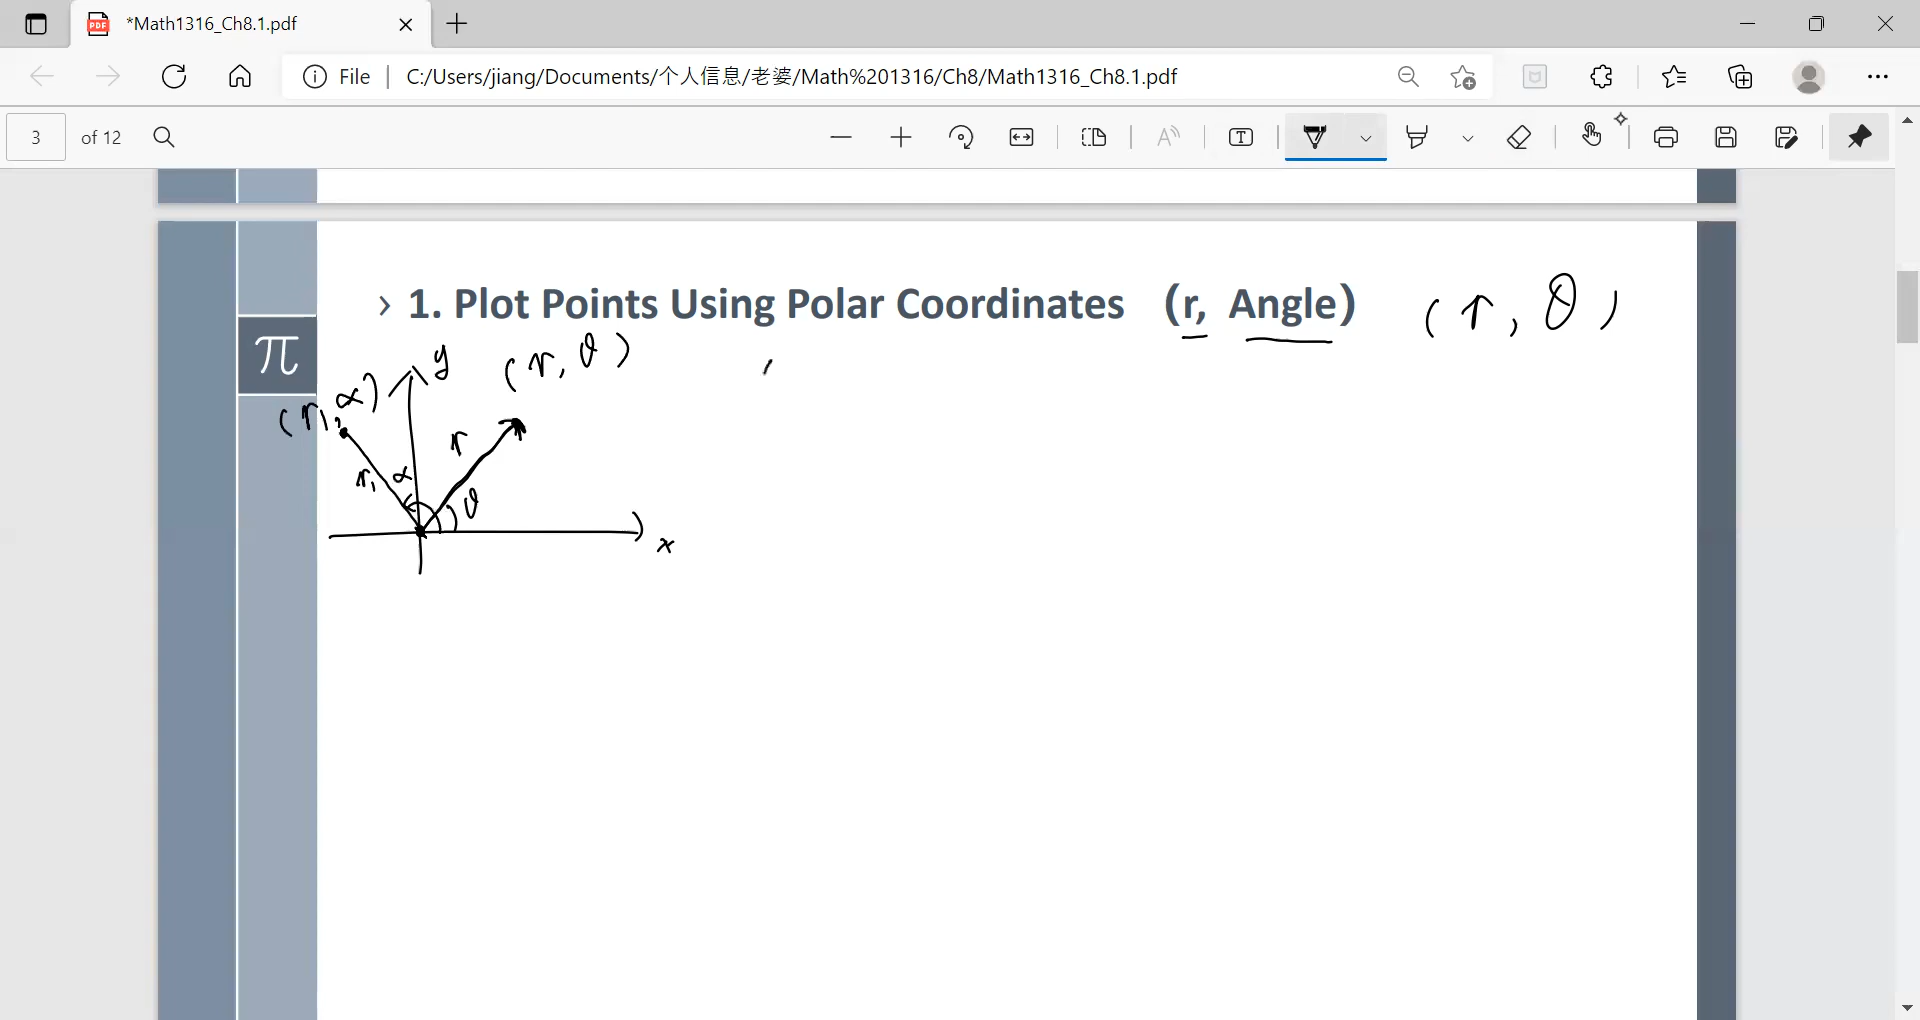 *Math1316_Ch8.1.pdf
File C:/Users/jiang/Documents/个人信息/老婆/Math%201316/Ch8/Math1316_Ch8.1.pdf
3 of 12
› 1. Plot Points Using Polar Coordinates (r, Angle) (r, θ)
π
y (r, θ)
(r₁, α)
r
r₁ α θ
x